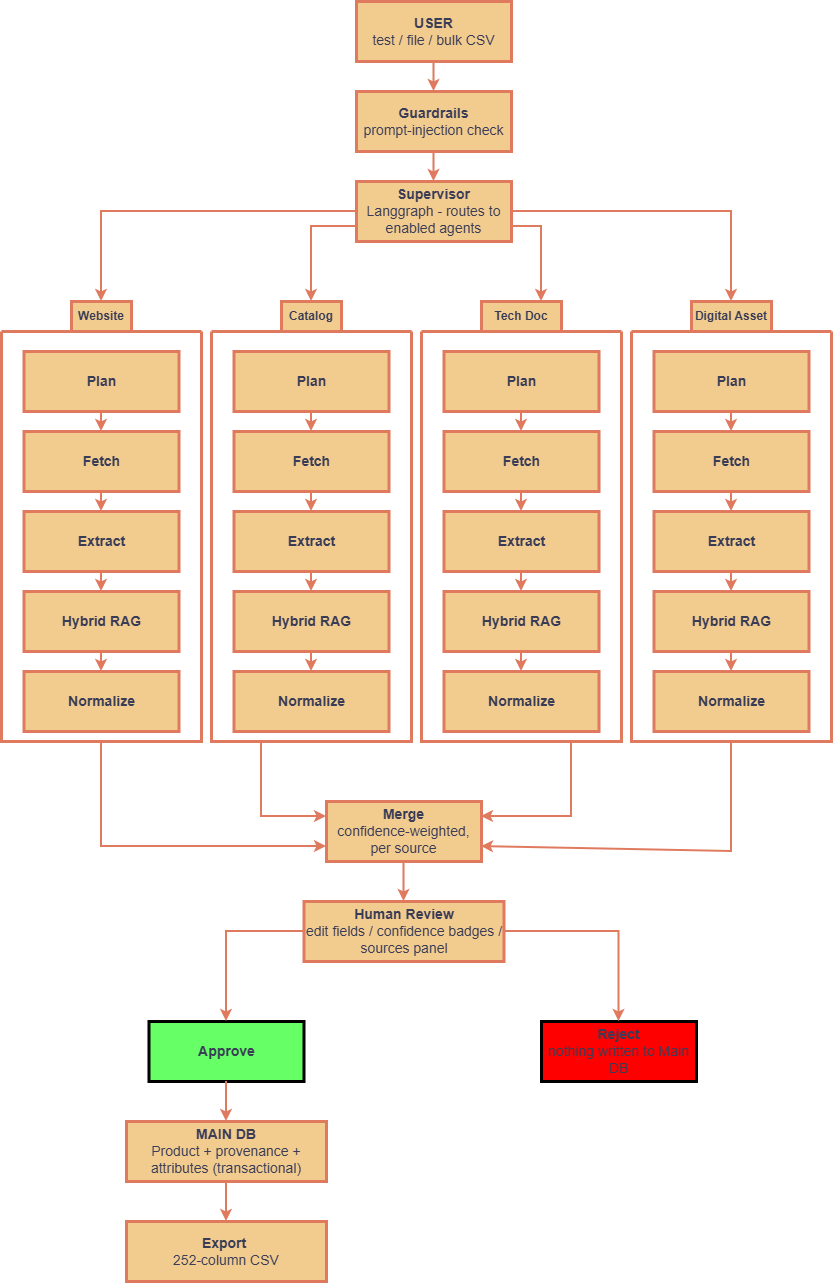 USER
test / file / bulk CSV
Guardrails
prompt-injection check
Supervisor
Langgraph - routes to
enabled agents
Website
Catalog
Tech Doc
Digital Asset
Plan
Plan
Plan
Plan
Fetch
Fetch
Fetch
Fetch
Extract
Extract
Extract
Extract
Hybrid RAG
Hybrid RAG
Hybrid RAG
Hybrid RAG
Normalize
Normalize
Normalize
Normalize
Merge
confidence-weighted,
per source
Human Review
edit fields / confidence badges /
sources panel
Approve
Reject
nothing written to Main
DB
MAIN DB
Product + provenance +
attributes (transactional)
Export
252-column CSV